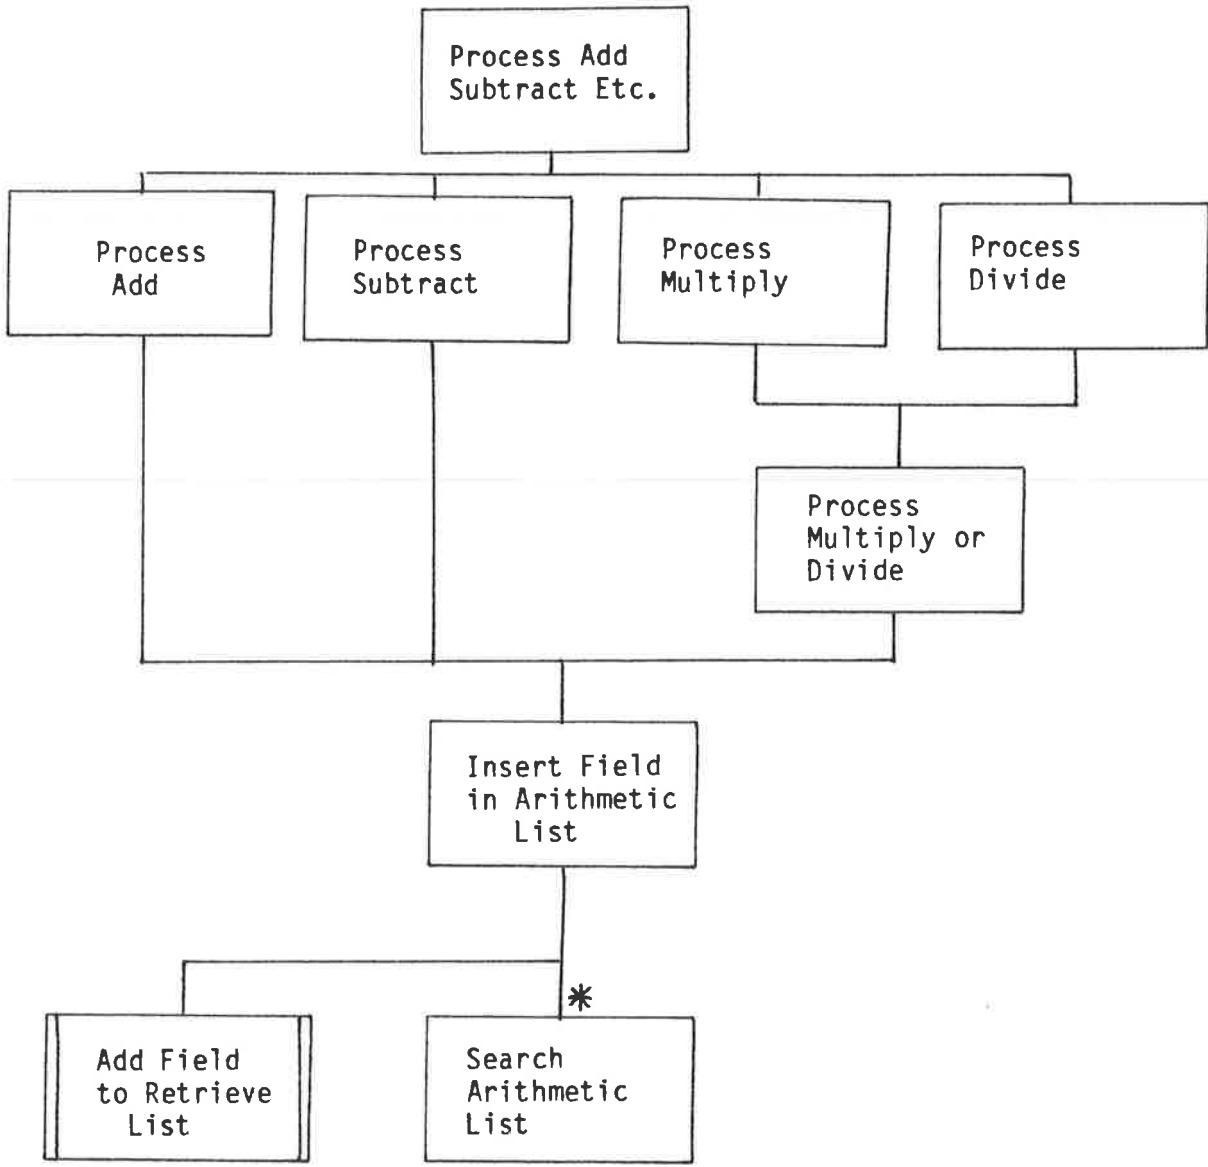 Process Add
Subtract Etc.
Process
Add
Process
Subtract
Process
Multiply
Process
Divide
Process
Multiply or
Divide
Insert Field
in Arithmetic
List
*
Add Field
to Retrieve
List
Search
Arithmetic
List